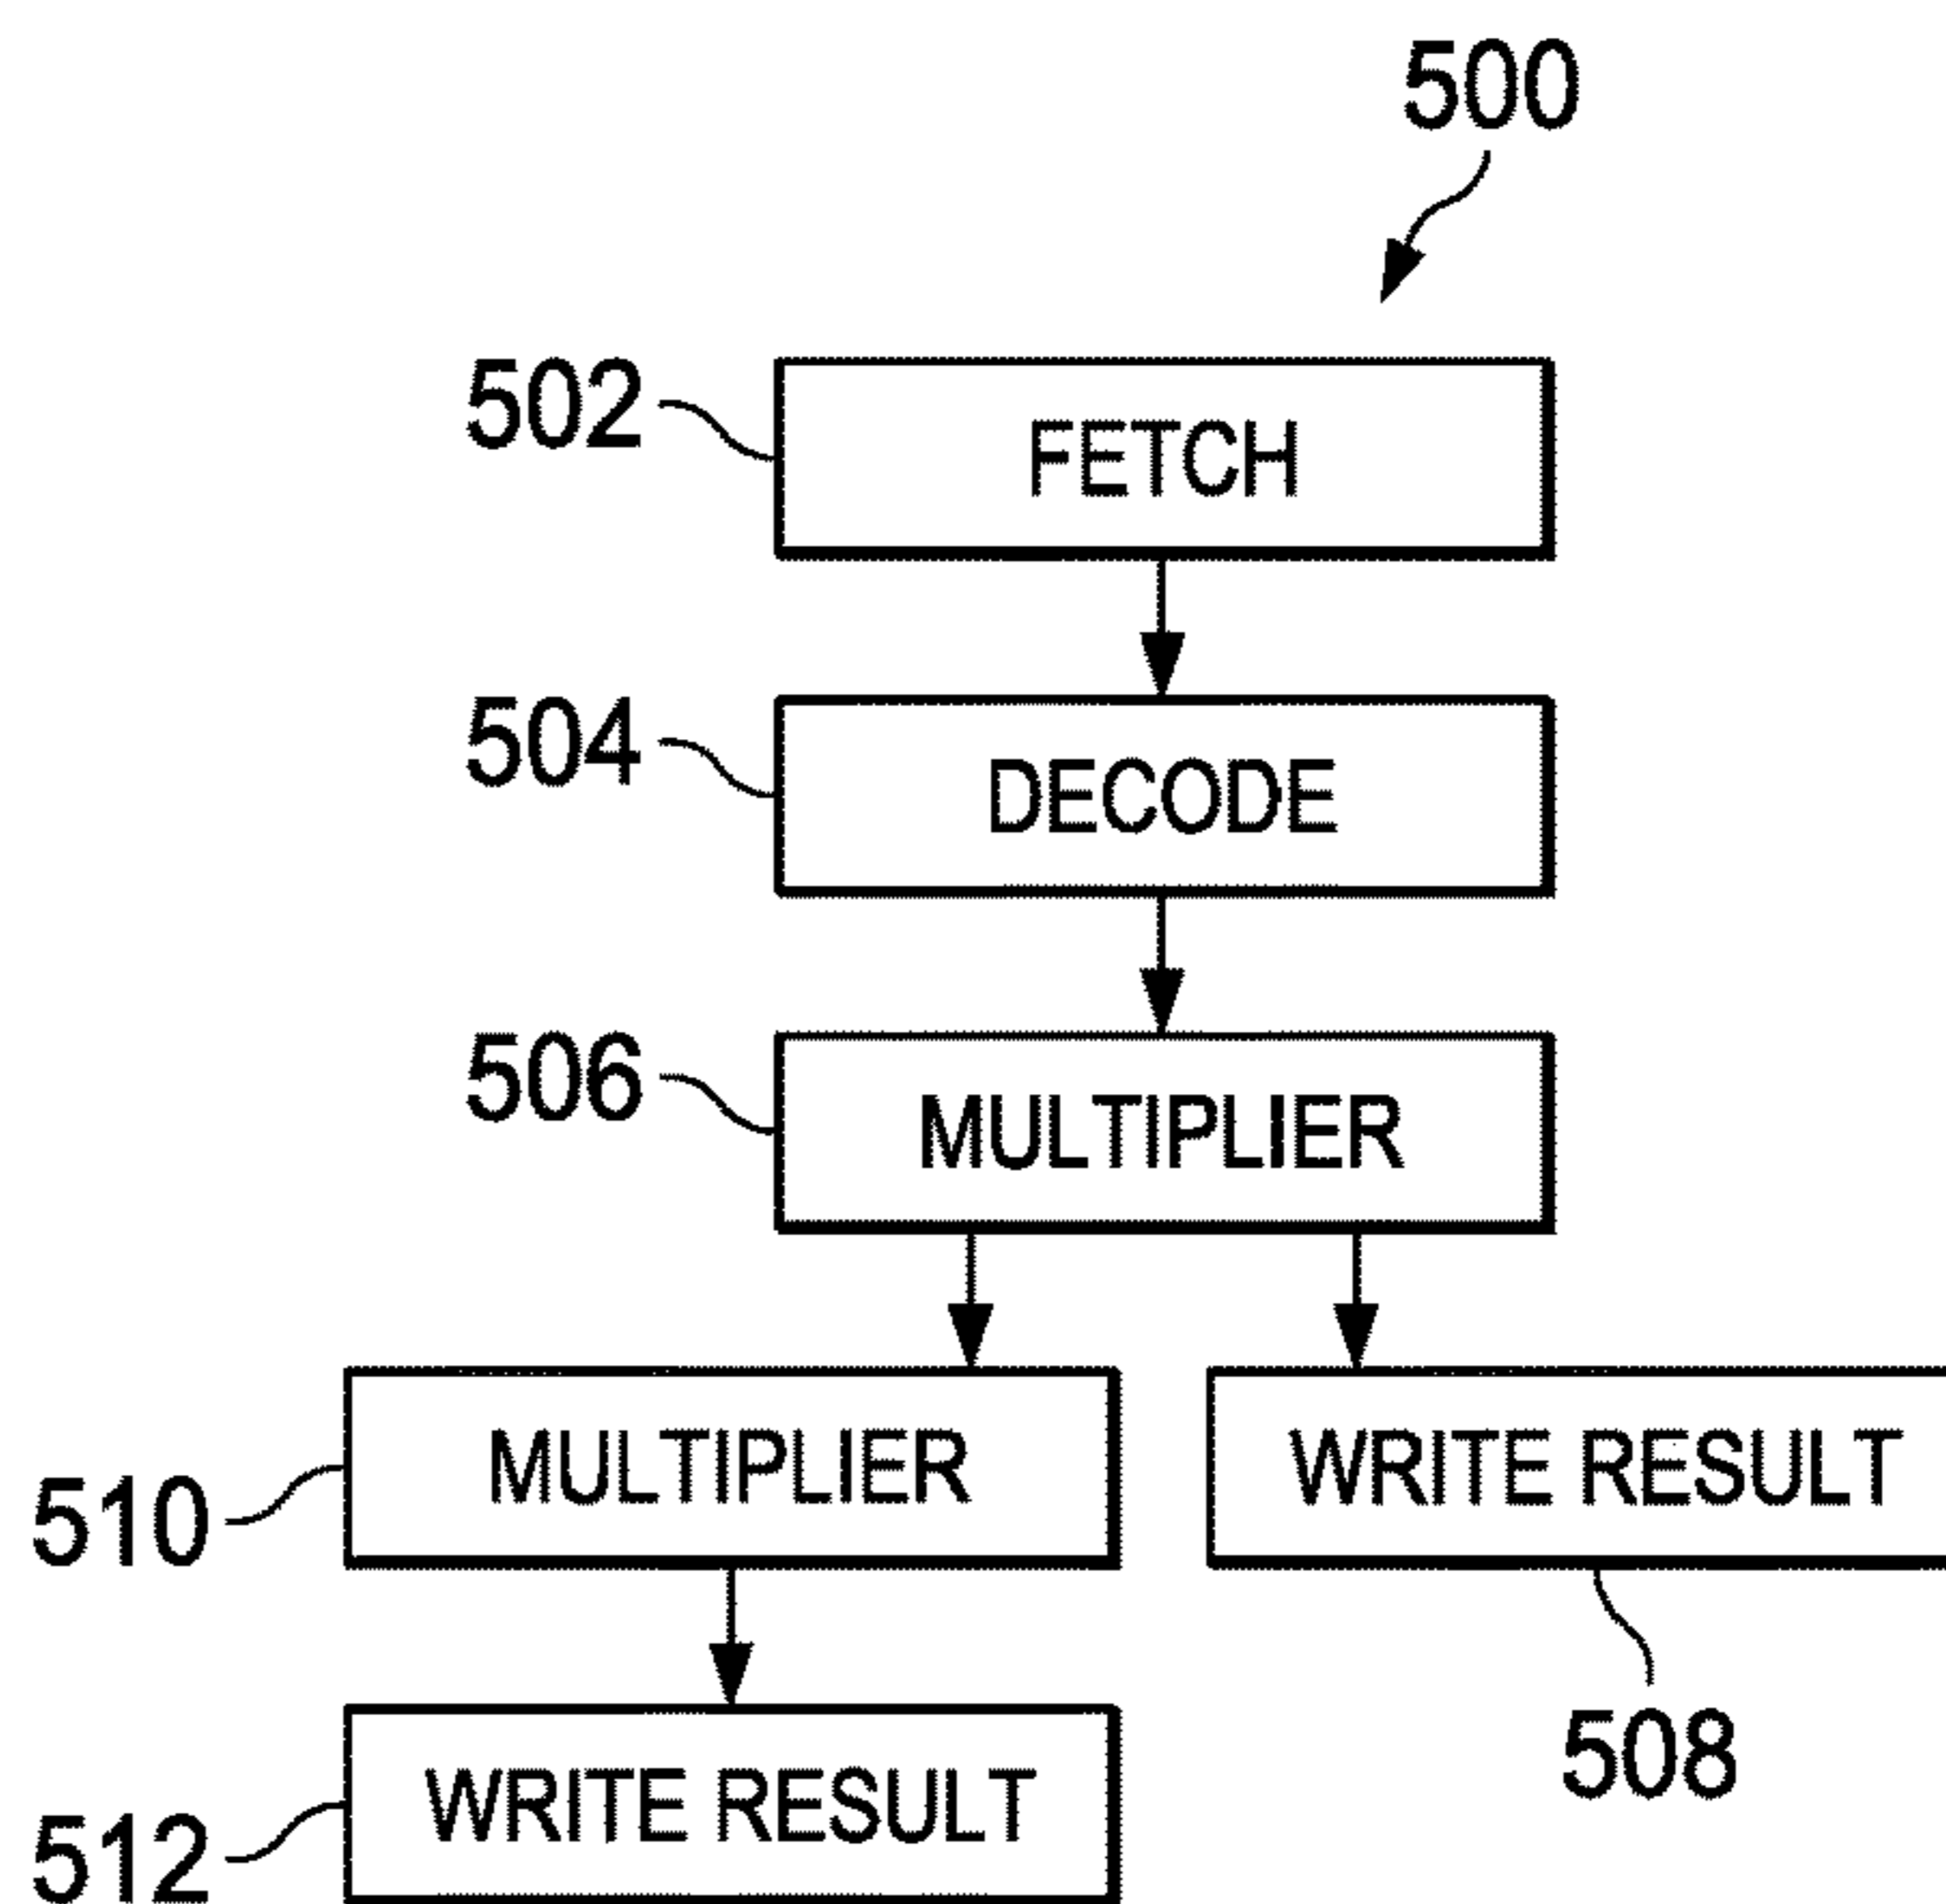 500
502
FETCH
504
DECODE
506
MULTIPLIER
510
MULTIPLIER
WRITE RESULT
508
512
WRITE RESULT